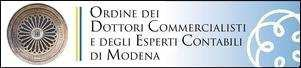 ORDINE DEI
DOTTORI COMMERCIALISTI
E DEGLI ESPERTI CONTABILI
DI MODENA